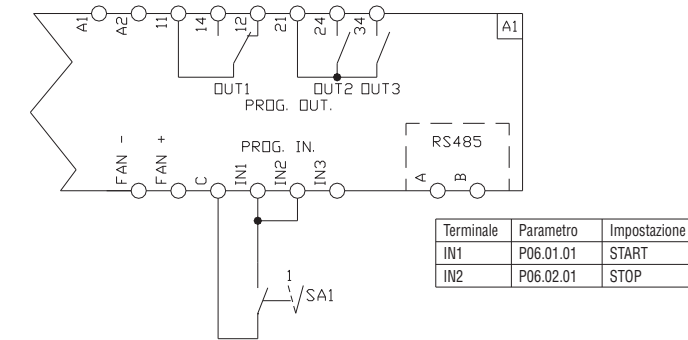 A1 A2 11 14 12 21 24 34 A1
OUT1 OUT2 OUT3
PROG. OUT.
PROG. IN. RS485
FAN - FAN + C IN1 IN2 IN3 A B
1
SA1
Terminale Parametro Impostazione
IN1 P06.01.01 START
IN2 P06.02.01 STOP